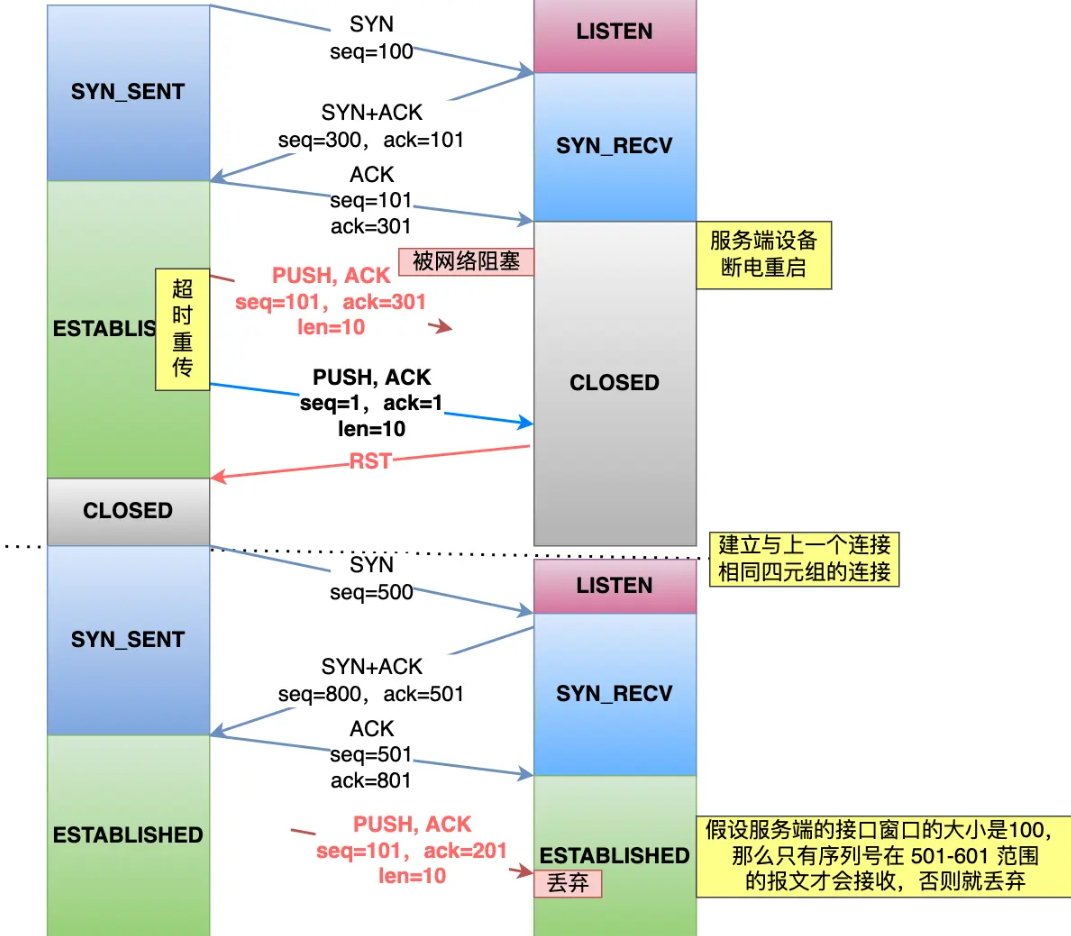 SYN
seq=100
LISTEN
SYN_SENT
SYN+ACK
seq=300，ack=101
SYN_RECV
ACK
seq=101
ack=301
服务端设备
断电重启
被网络阻塞
PUSH, ACK
seq=101，ack=301
len=10
超
时
重
传
ESTABLIS
CLOSED
PUSH, ACK
seq=1，ack=1
len=10
RST
CLOSED
建立与上一个连接
相同四元组的连接
SYN
seq=500
LISTEN
SYN_SENT
SYN+ACK
seq=800，ack=501
SYN_RECV
ACK
seq=501
ack=801
ESTABLISHED
PUSH, ACK
seq=101，ack=201
len=10
ESTABLISHED
丢弃
假设服务端的接口窗口的大小是100，
那么只有序列号在 501-601 范围
的报文才会接收，否则就丢弃